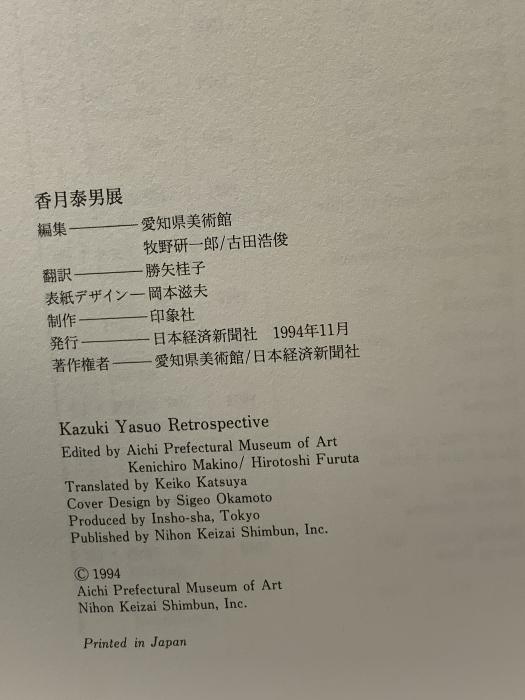 香月泰男展
編集———愛知県美術館
牧野研一郎/古田浩俊
翻訳———勝矢桂子
表紙デザイン—岡本滋夫
制作———印象社
発行———日本経済新聞社　1994年11月
著作権者——愛知県美術館/日本経済新聞社
Kazuki Yasuo Retrospective
Edited by Aichi Prefectural Museum of Art
Kenichiro Makino/ Hirotoshi Furuta
Translated by Keiko Katsuya
Cover Design by Sigeo Okamoto
Produced by Insho-sha, Tokyo
Published by Nihon Keizai Shimbun, Inc.
© 1994
Aichi Prefectural Museum of Art
Nihon Keizai Shimbun, Inc.
Printed in Japan